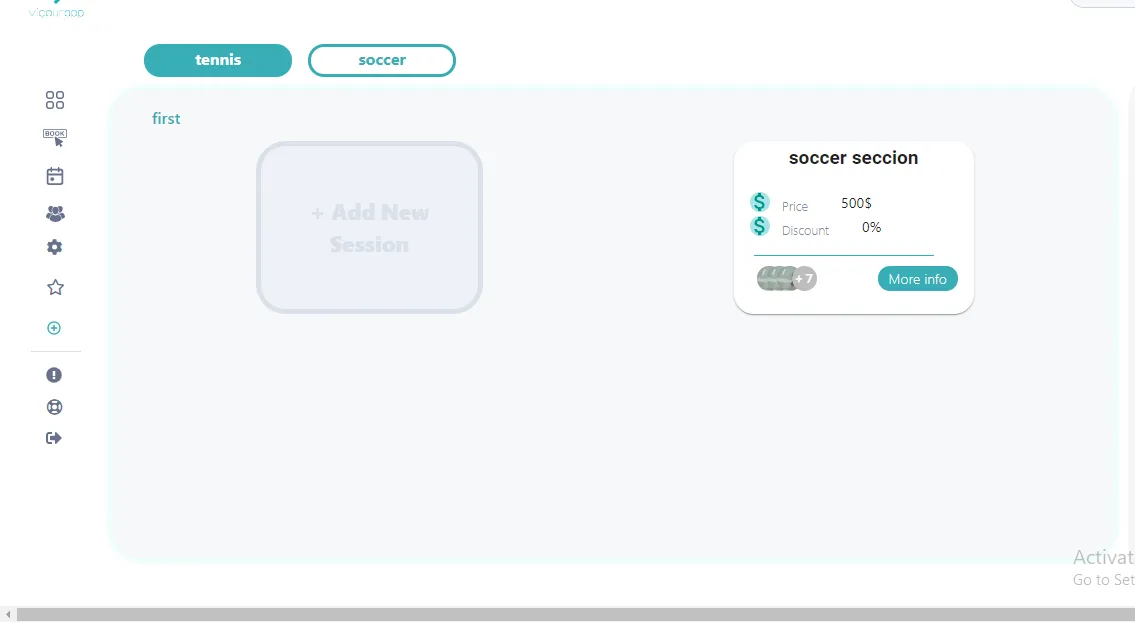 vigourapp
tennis
soccer
BOOK
first
+ Add New
Session
soccer seccion
$ Price 500$
$ Discount 0%
+7
More info
Activat
Go to Set